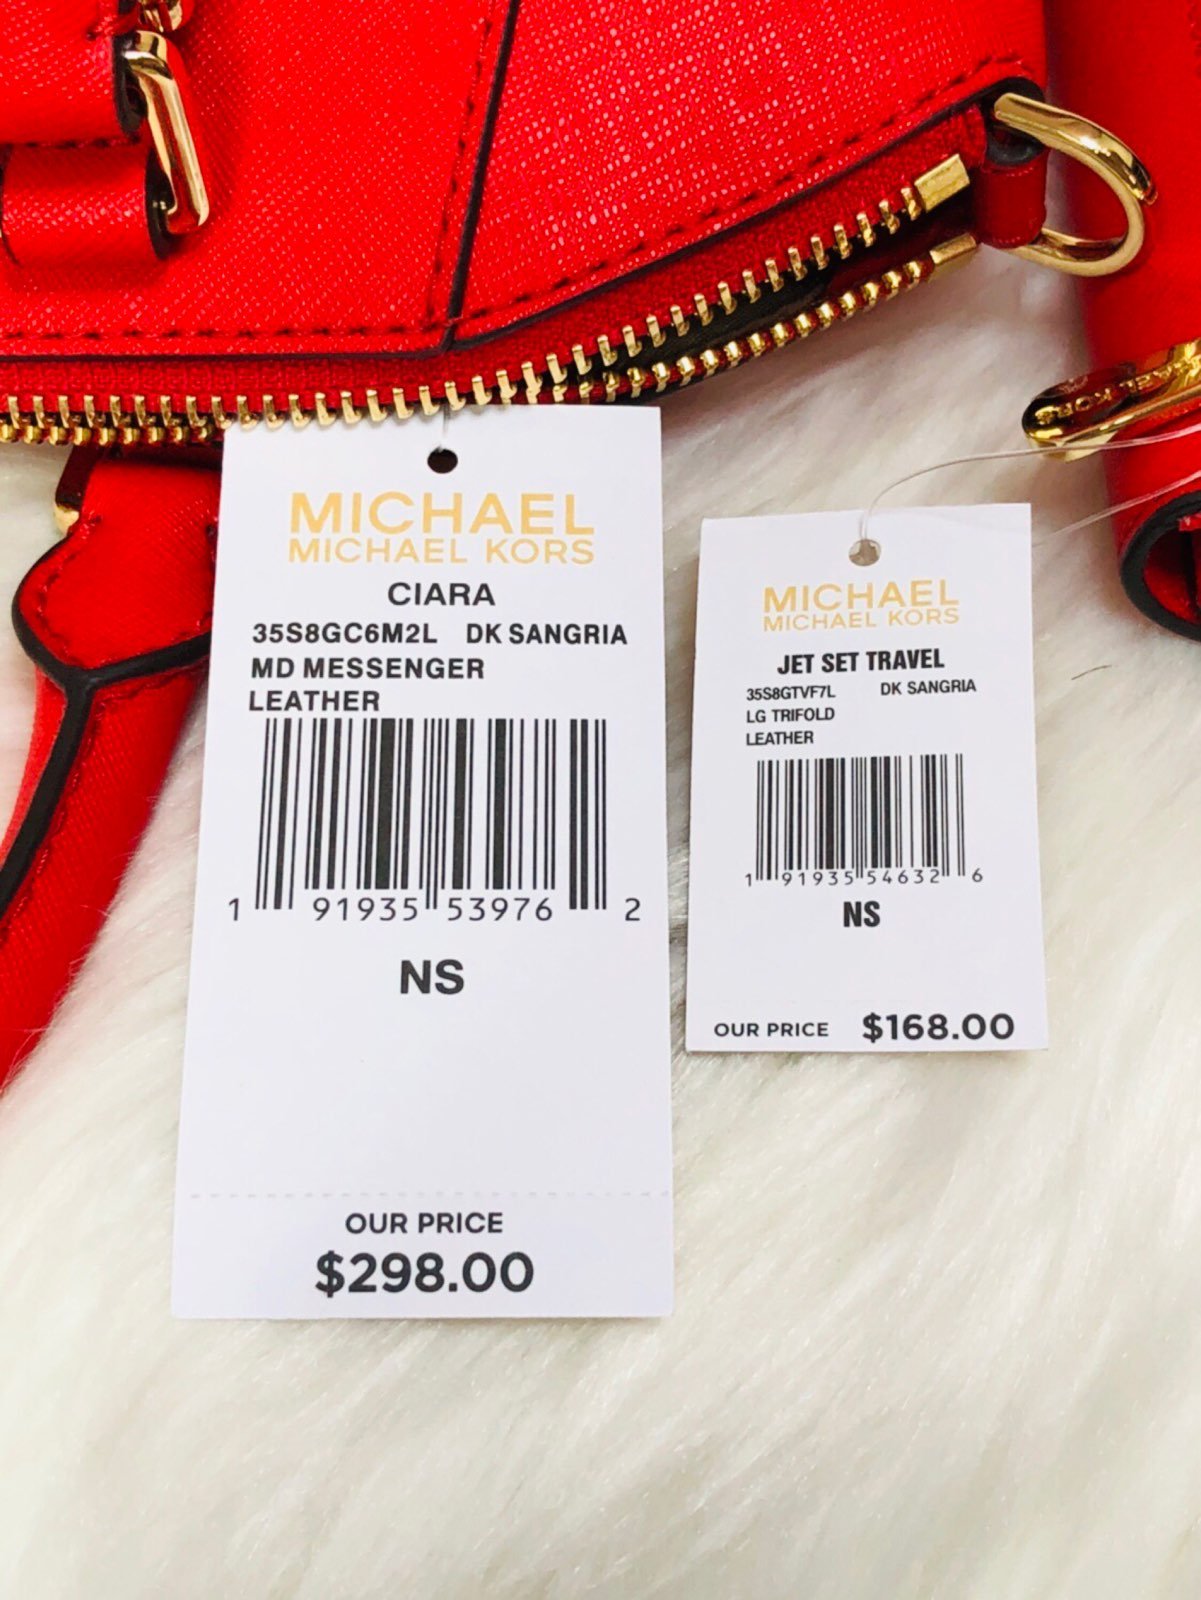 MICHAEL
MICHAEL KORS
CIARA
35S8GC6M2L DK SANGRIA
MD MESSENGER
LEATHER
1 91935 53976 2
NS
OUR PRICE
$298.00
MICHAEL
MICHAEL KORS
JET SET TRAVEL
35S8GTVF7L DK SANGRIA
LG TRIFOLD
LEATHER
1 91935 54632 6
NS
OUR PRICE $168.00
KORS